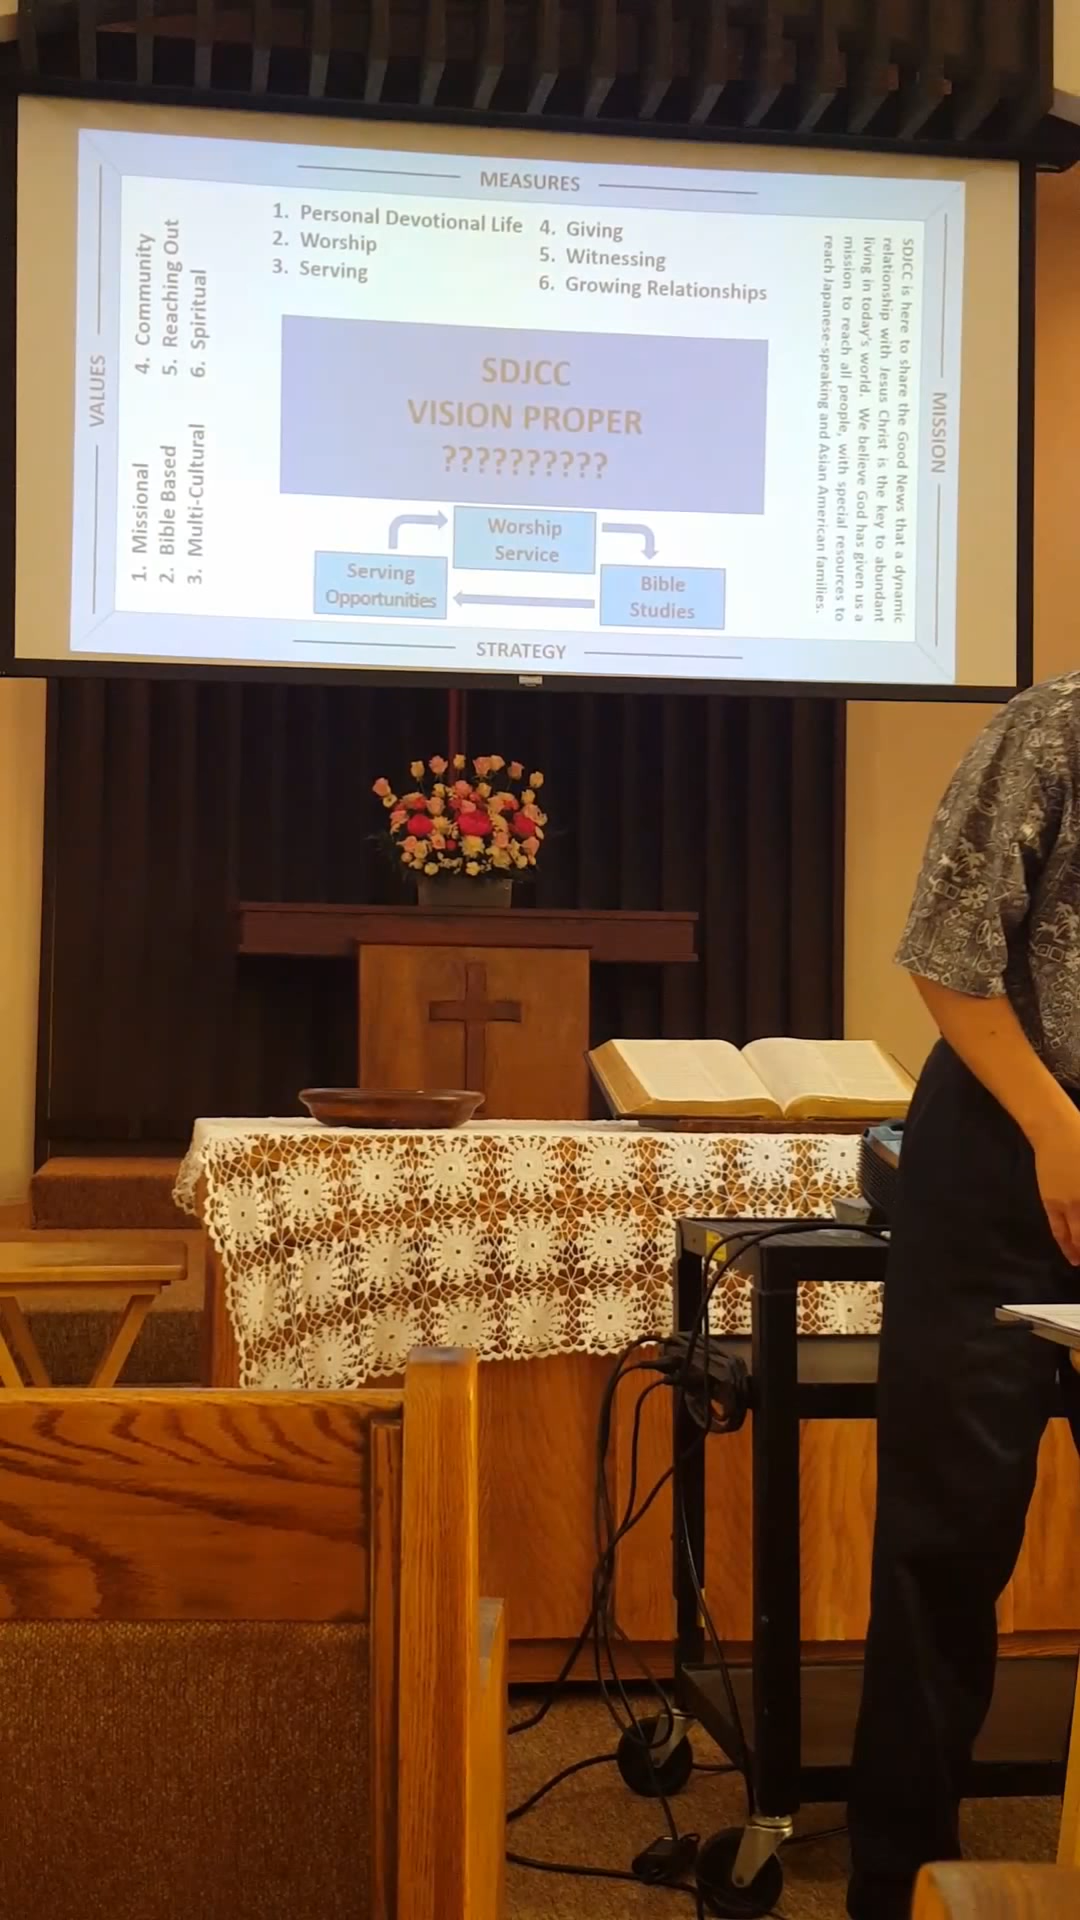 MEASURES
1. Personal Devotional Life
2. Worship
3. Serving
4. Giving
5. Witnessing
6. Growing Relationships
VALUES
1. Missional
2. Bible Based
3. Multi-Cultural
4. Community
5. Reaching Out
6. Spiritual
SDJCC
VISION PROPER
??????????
Worship
Service
Bible
Studies
Serving
Opportunities
STRATEGY
MISSION
SDJCC is here to share the Good News that a dynamic
relationship with Jesus Christ is the key to abundant
living in today's world. We believe God has given us a
mission to reach all people, with special resources to
reach Japanese-speaking and Asian American families.